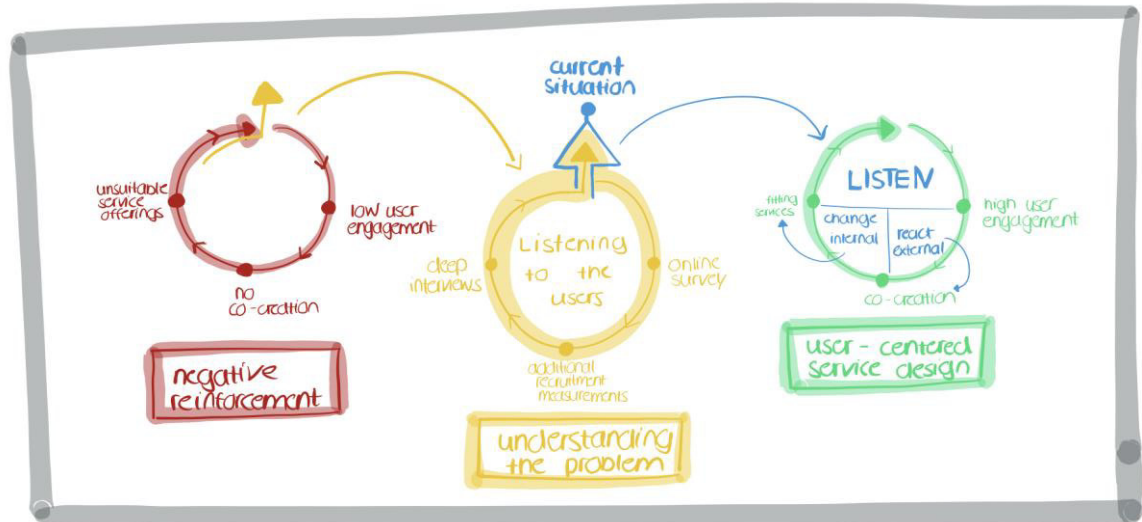 current
situation
unsuitable
service
offerings
low user
engagement
no
co-creation
negative
reinforcement
Listening
to the
users
deep
interviews
online
survey
additional
recruitment
measurements
understanding
the problem
LISTEN
change
internal
react
external
fitting
services
high user
engagement
co-creation
user-centered
service design